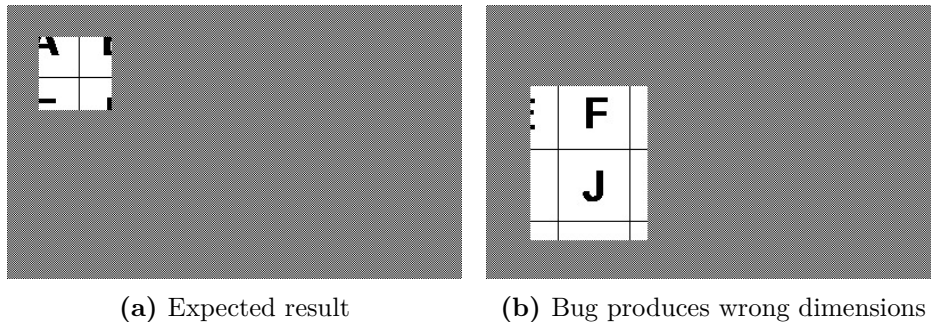 A
E F
J
(a) Expected result
(b) Bug produces wrong dimensions